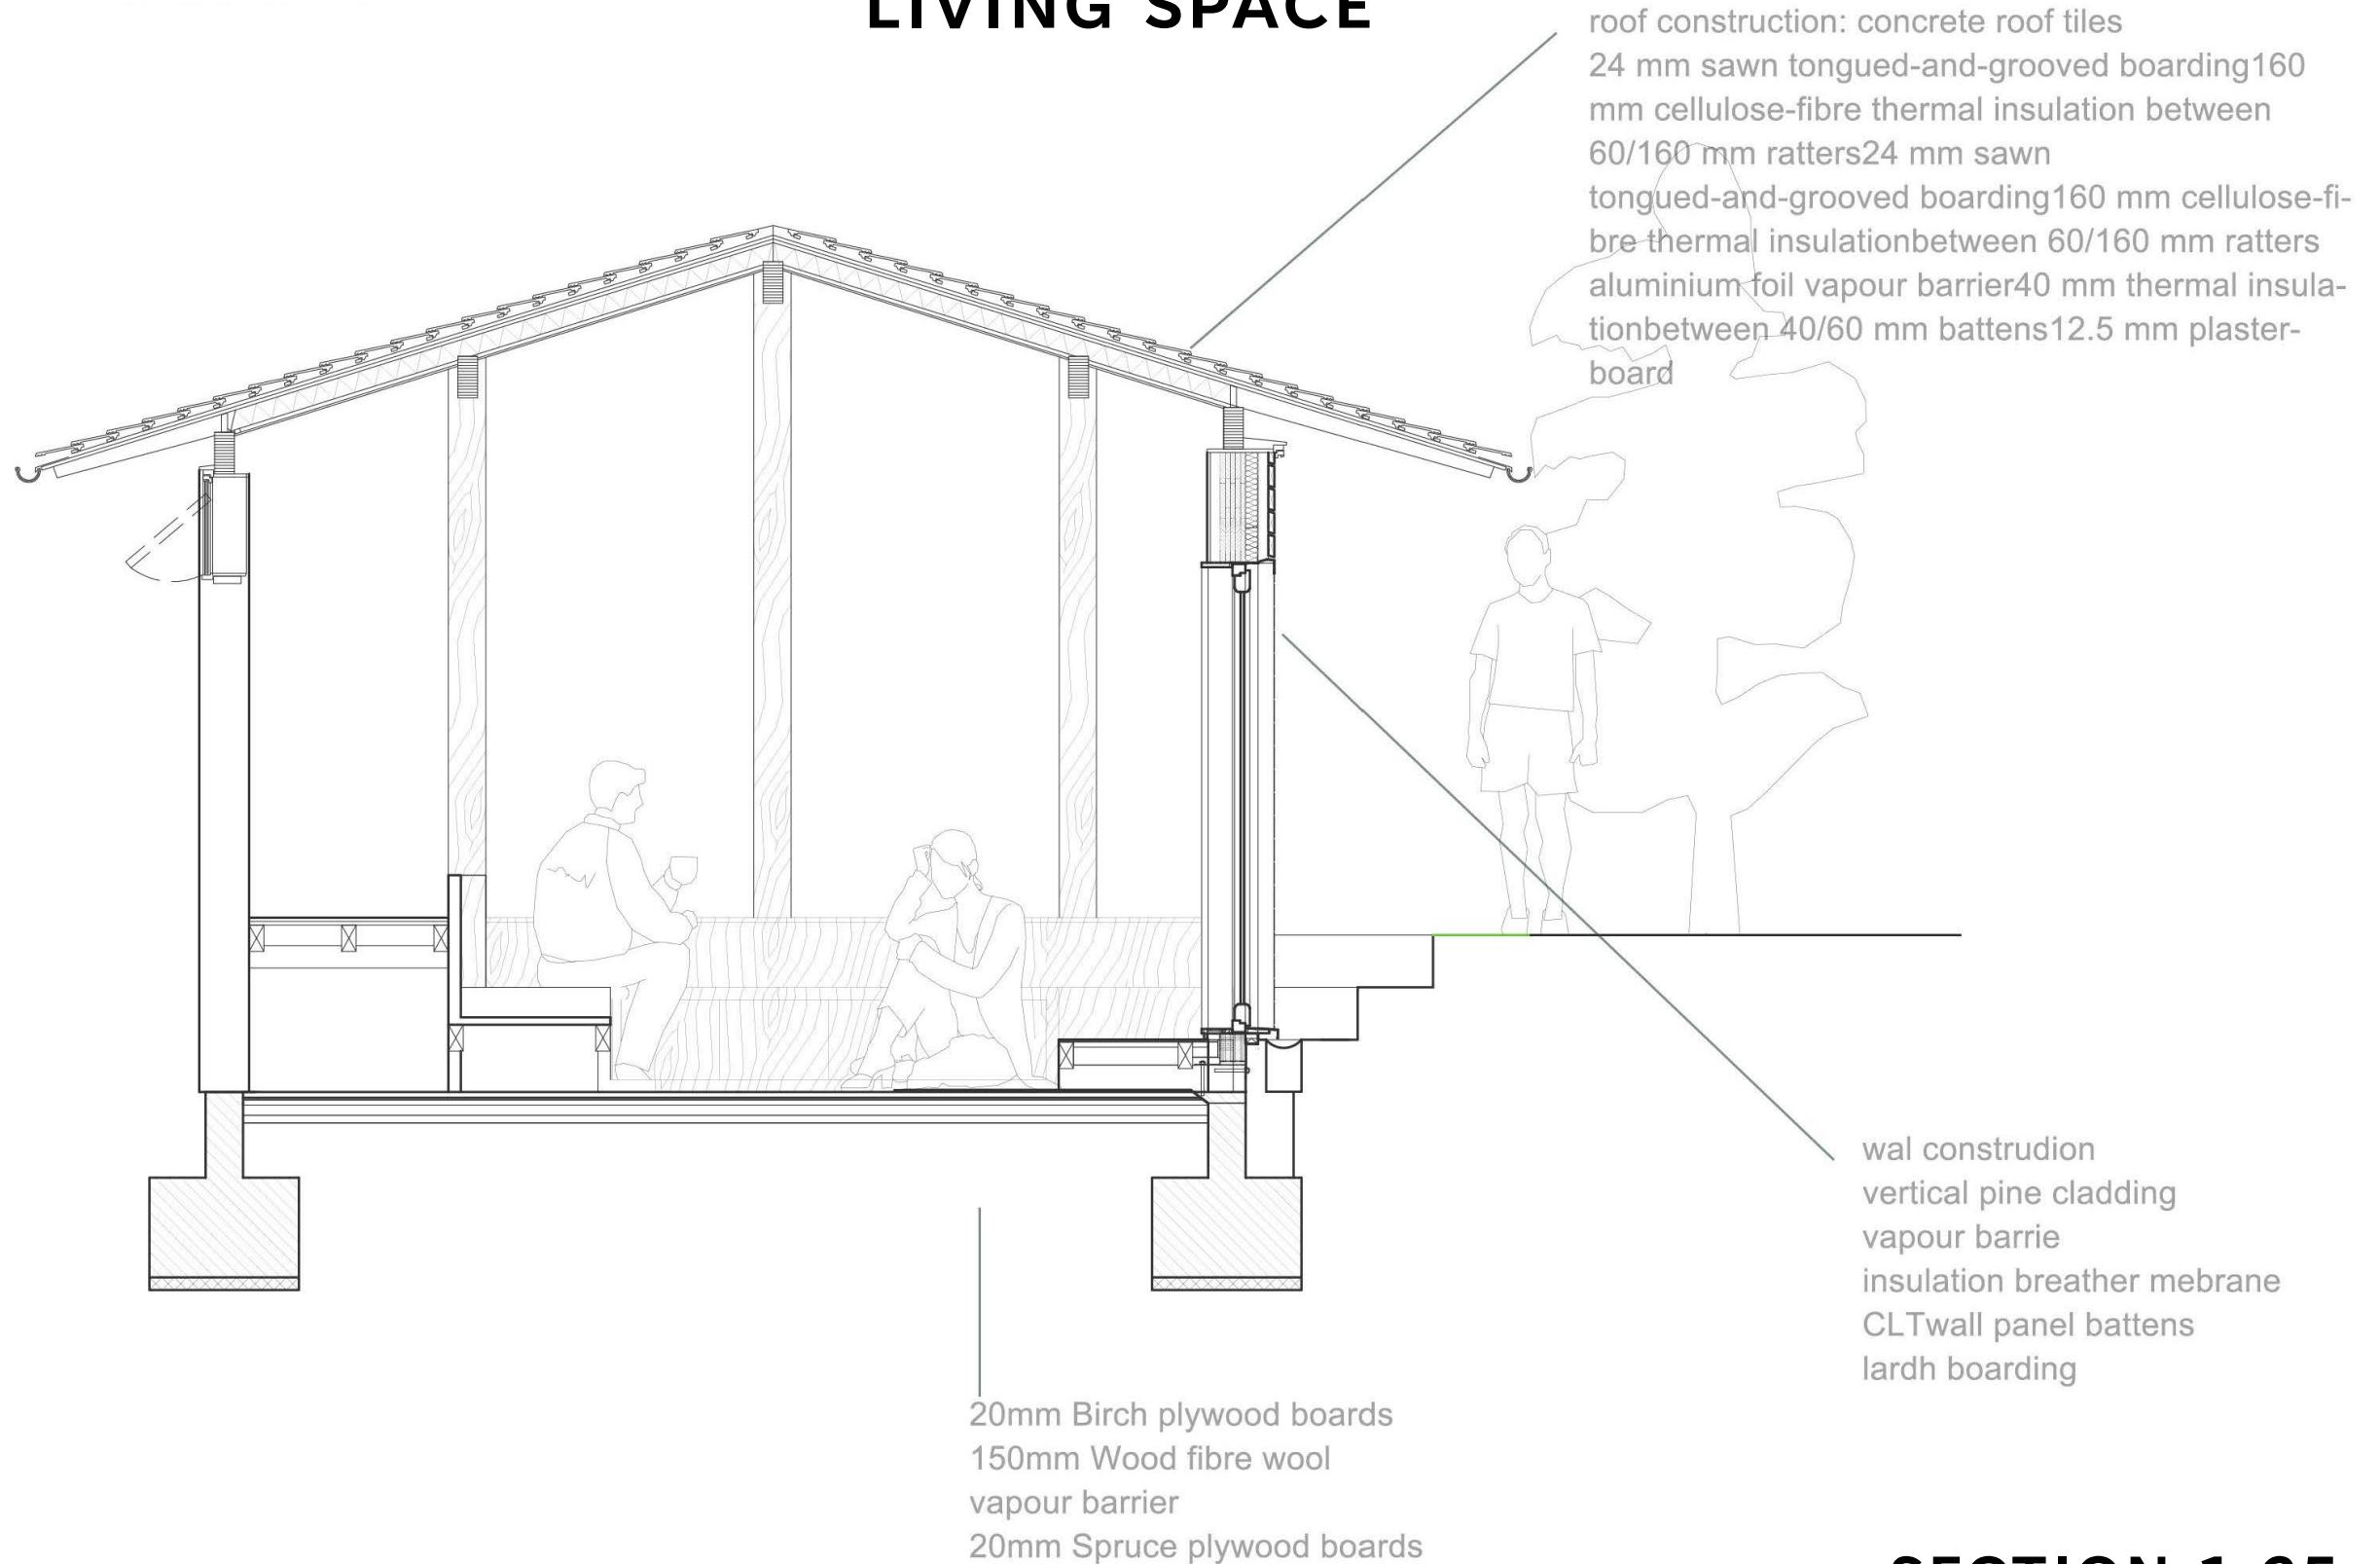 LIVING SPACE
roof construction: concrete roof tiles
24 mm sawn tongued-and-grooved boarding160
mm cellulose-fibre thermal insulation between
60/160 mm ratters24 mm sawn
tongued-and-grooved boarding160 mm cellulose-fi-
bre thermal insulationbetween 60/160 mm ratters
aluminium foil vapour barrier40 mm thermal insula-
tionbetween 40/60 mm battens12.5 mm plaster-
board
wal construdion
vertical pine cladding
vapour barrie
insulation breather mebrane
CLTwall panel battens
lardh boarding
20mm Birch plywood boards
150mm Wood fibre wool
vapour barrier
20mm Spruce plywood boards
SECTION 1:25